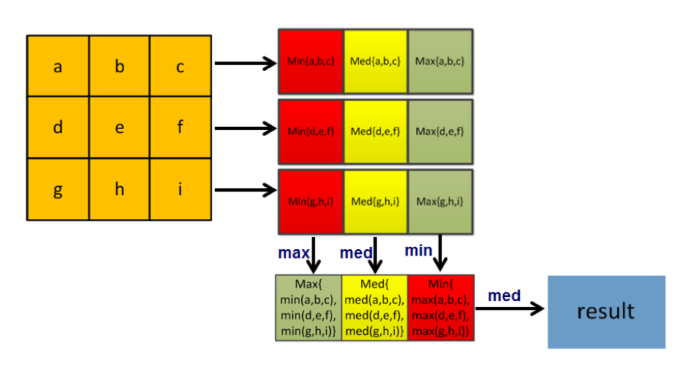 a b c
Min{a,b,c} Med{a,b,c} Max{a,b,c}
d e f
Min{d,e,f} Med{d,e,f} Max{d,e,f}
g h i
Min{g,h,i} Med{g,h,i} Max{g,h,i}
max med min
Max{
min(a,b,c),
min(d,e,f),
min(g,h,i)}
Med{
med(a,b,c),
med(d,e,f),
med(g,h,i)}
Min{
max(a,b,c),
max(d,e,f),
max(g,h,i)}
med
result